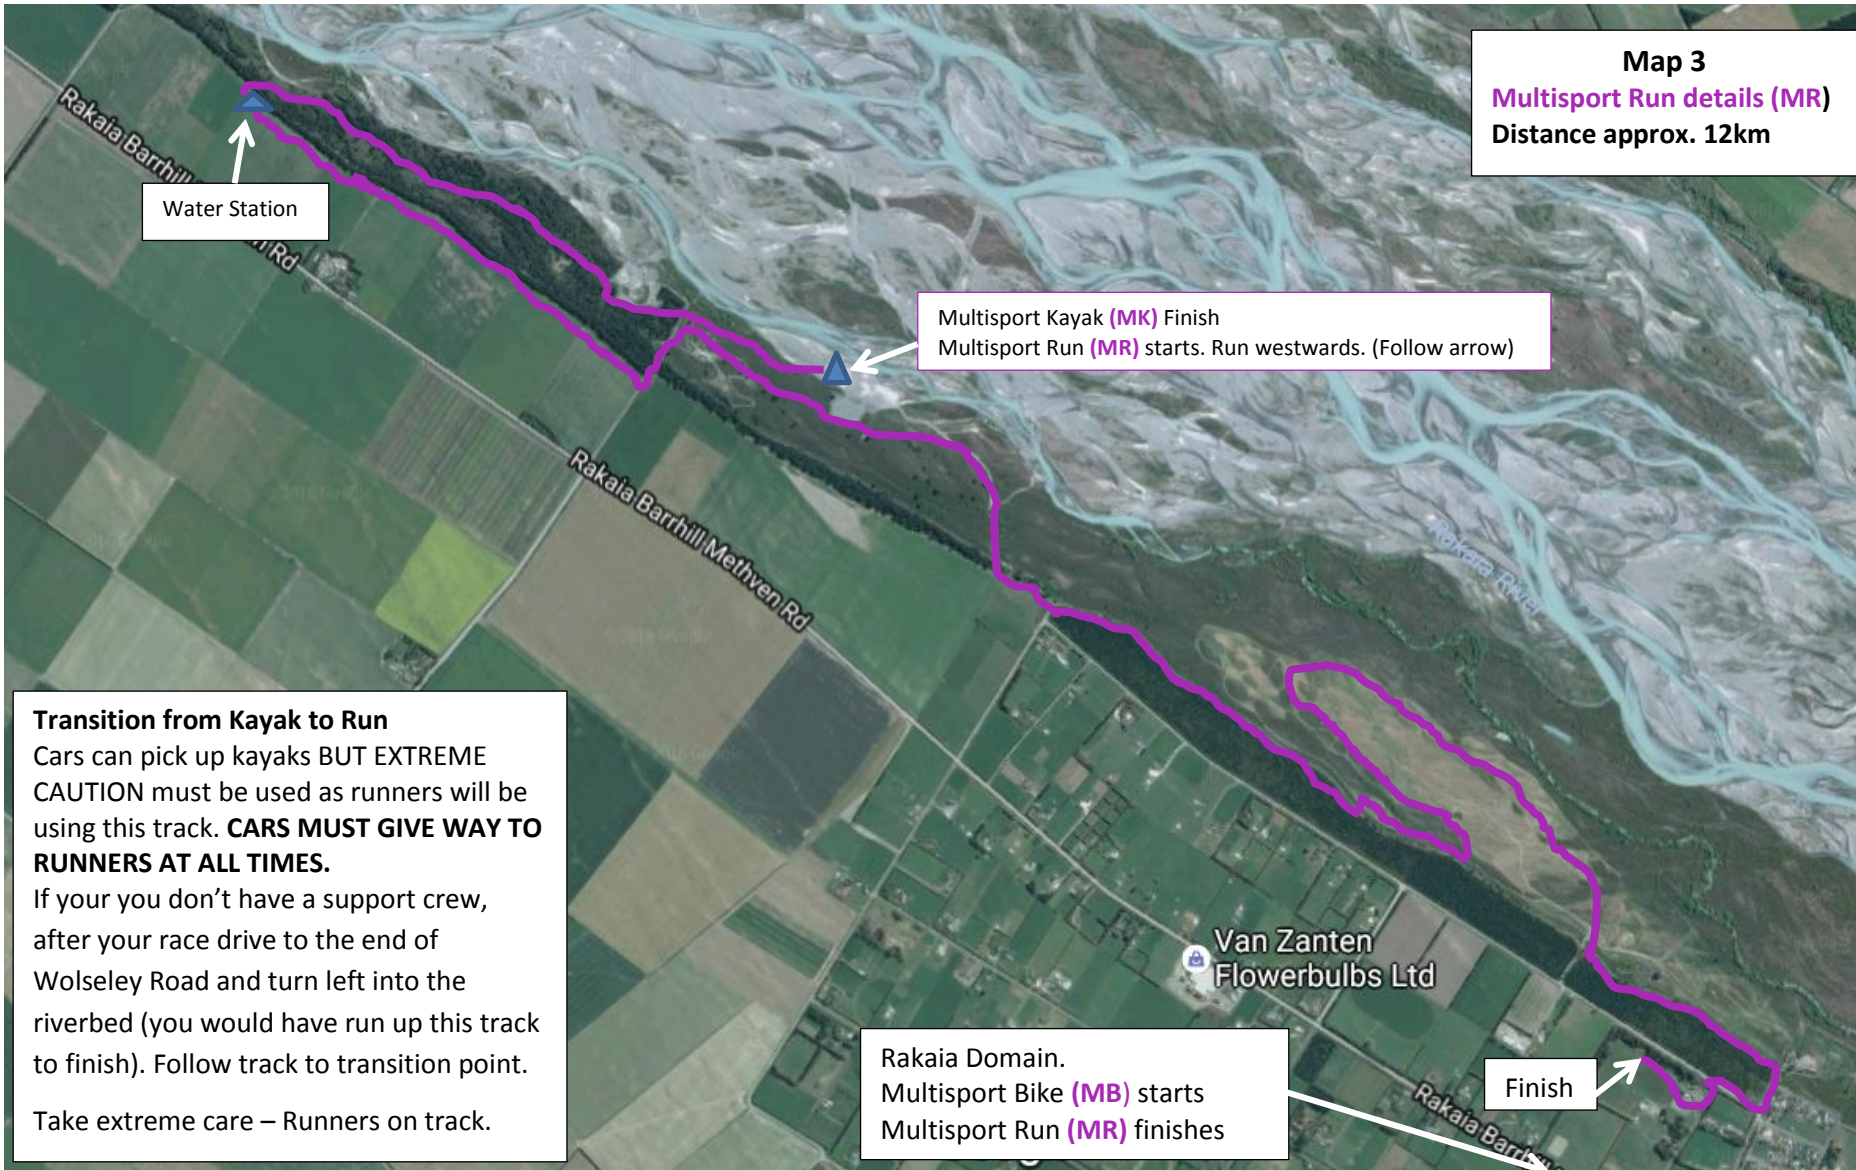 Map 3
Multisport Run details (MR)
Distance approx. 12km
Rakaia Barrhill
Rd
Water Station
Multisport Kayak (MK) Finish
Multisport Run (MR) starts. Run westwards. (Follow arrow)
Rakaia Barrhill Methven Rd
Rakaia River
Transition from Kayak to Run
Cars can pick up kayaks BUT EXTREME
CAUTION must be used as runners will be
using this track. CARS MUST GIVE WAY TO
RUNNERS AT ALL TIMES.
If your you don’t have a support crew,
after your race drive to the end of
Wolseley Road and turn left into the
riverbed (you would have run up this track
to finish). Follow track to transition point.
Take extreme care – Runners on track.
Van Zanten
Flowerbulbs Ltd
Rakaia Domain.
Multisport Bike (MB) starts
Multisport Run (MR) finishes
Finish
Rakaia